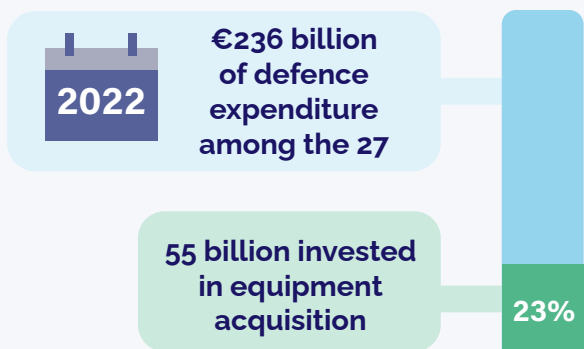 2022
€236 billion
of defence
expenditure
among the 27
55 billion invested
in equipment
acquisition
23%